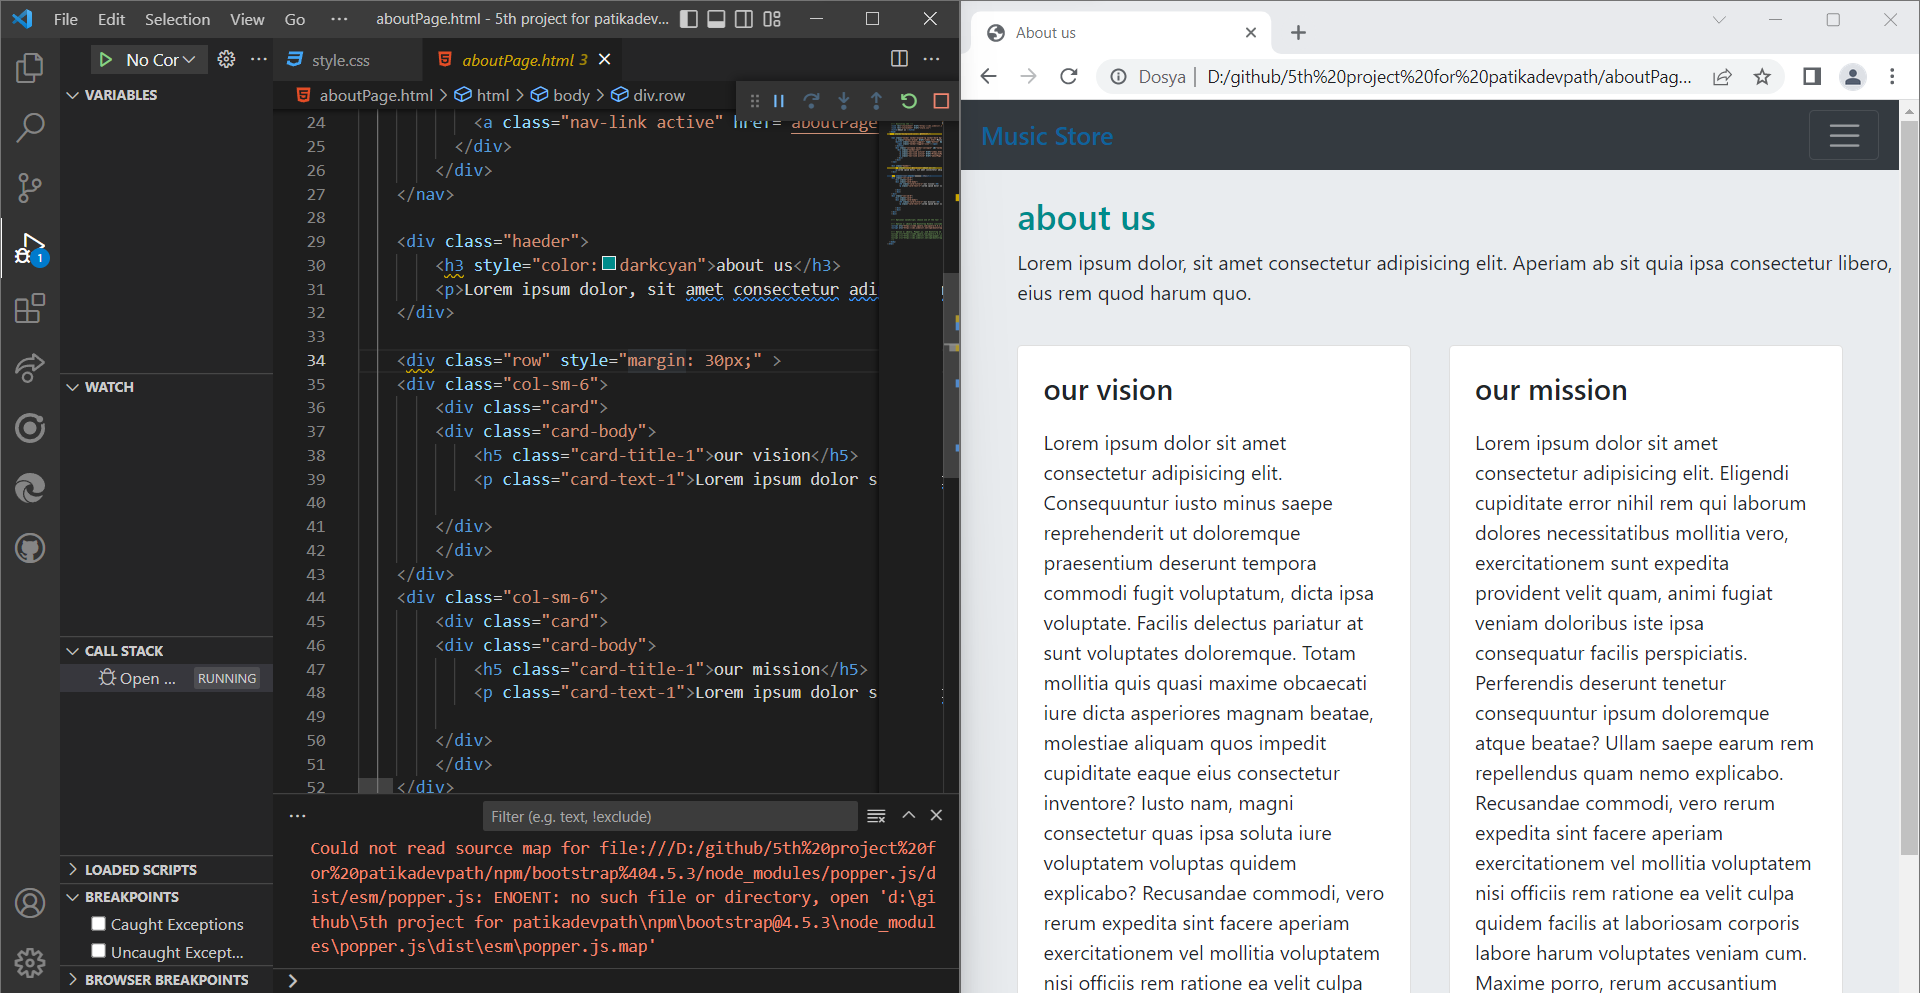 File Edit Selection View Go ··· aboutPage.html - 5th project for patikadev...
No Cor
VARIABLES
WATCH
CALL STACK
Open ... RUNNING
LOADED SCRIPTS
BREAKPOINTS
Caught Exceptions
Uncaught Except...
BROWSER BREAKPOINTS
1
style.css aboutPage.html 3
aboutPage.html > html > body > div.row
24 <a class="nav-link active" href="aboutPage
25 </div>
26 </div>
27 </nav>
28
29 <div class="haeder">
30 <h3 style="color:darkcyan">about us</h3>
31 <p>Lorem ipsum dolor, sit amet consectetur adi
32 </div>
33
34 <div class="row" style="margin: 30px;" >
35 <div class="col-sm-6">
36 <div class="card">
37 <div class="card-body">
38 <h5 class="card-title-1">our vision</h5>
39 <p class="card-text-1">Lorem ipsum dolor s
40
41 </div>
42 </div>
43 </div>
44 <div class="col-sm-6">
45 <div class="card">
46 <div class="card-body">
47 <h5 class="card-title-1">our mission</h5>
48 <p class="card-text-1">Lorem ipsum dolor s
49
50 </div>
51 </div>
52 </div>
Filter (e.g. text, !exclude)
Could not read source map for file:///D:/github/5th%20project%20f
or%20patikadevpath/npm/bootstrap%404.5.3/node_modules/popper.js/d
ist/esm/popper.js: ENOENT: no such file or directory, open 'd:\gi
thub\5th project for patikadevpath\npm\bootstrap@4.5.3\node_modul
es\popper.js\dist\esm\popper.js.map'
About us
Dosya | D:/github/5th%20project%20for%20patikadevpath/aboutPag...
Music Store
about us
Lorem ipsum dolor, sit amet consectetur adipisicing elit. Aperiam ab sit quia ipsa consectetur libero,
eius rem quod harum quo.
our vision
Lorem ipsum dolor sit amet
consectetur adipisicing elit.
Consequuntur iusto minus saepe
reprehenderit ut doloremque
praesentium deserunt tempora
commodi fugit voluptatum, dicta ipsa
voluptate. Facilis delectus pariatur at
sunt voluptates doloremque. Totam
mollitia quis quasi maxime obcaecati
iure dicta asperiores magnam beatae,
molestiae aliquam quos impedit
cupiditate eaque eius consectetur
inventore? Iusto nam, magni
consectetur quas ipsa soluta iure
voluptatem voluptas quidem
explicabo? Recusandae commodi, vero
rerum expedita sint facere aperiam
exercitationem vel mollitia voluptatem
nisi officiis rem ratione ea velit culpa
our mission
Lorem ipsum dolor sit amet
consectetur adipisicing elit. Eligendi
cupiditate error nihil rem qui laborum
dolores necessitatibus mollitia vero,
exercitationem sunt expedita
provident velit quam, animi fugiat
veniam doloribus iste ipsa
consequatur facilis perspiciatis.
Perferendis deserunt tenetur
consequuntur ipsum doloremque
atque beatae? Ullam saepe earum rem
repellendus quam nemo explicabo.
Recusandae commodi, vero rerum
expedita sint facere aperiam
exercitationem vel mollitia voluptatem
nisi officiis rem ratione ea velit culpa
quidem facilis at laboriosam corporis
labore harum voluptates veniam cum.
Maxime porro, rerum accusantium